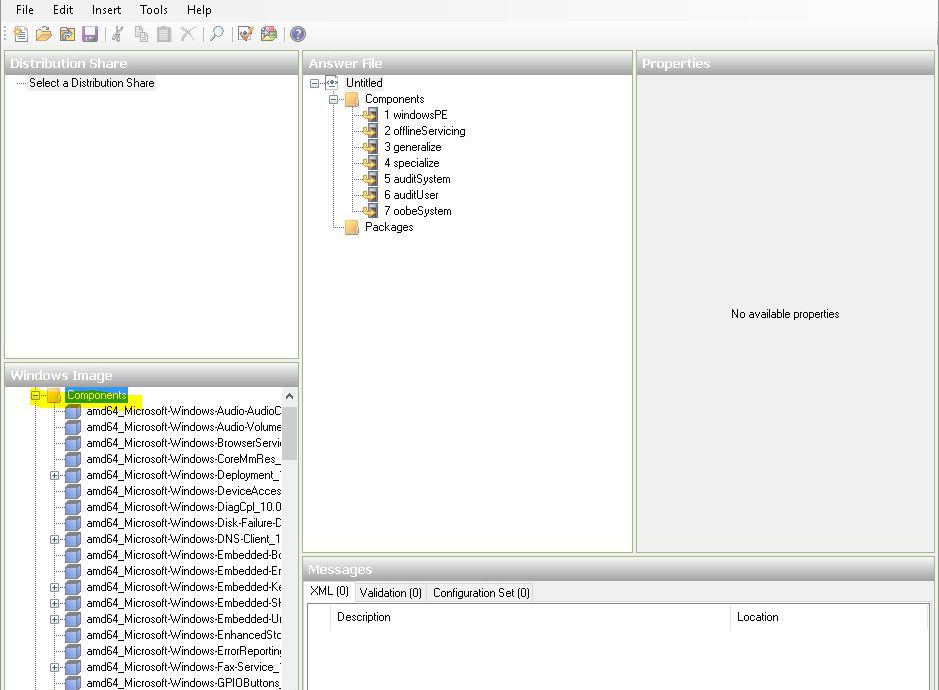 File Edit Insert Tools Help
Distribution Share
Select a Distribution Share
Answer File
Untitled
Components
1 windowsPE
2 offlineServicing
3 generalize
4 specialize
5 auditSystem
6 auditUser
7 oobeSystem
Packages
Properties
No available properties
Windows Image
Components
amd64_Microsoft-Windows-Audio-AudioC
amd64_Microsoft-Windows-Audio-Volume
amd64_Microsoft-Windows-BrowserServi
amd64_Microsoft-Windows-CoreMmRes_
amd64_Microsoft-Windows-Deployment_
amd64_Microsoft-Windows-DeviceAcces
amd64_Microsoft-Windows-DiagCpl_10.0
amd64_Microsoft-Windows-Disk-Failure-D
amd64_Microsoft-Windows-DNS-Client_1
amd64_Microsoft-Windows-Embedded-Bo
amd64_Microsoft-Windows-Embedded-Er
amd64_Microsoft-Windows-Embedded-Ke
amd64_Microsoft-Windows-Embedded-Sh
amd64_Microsoft-Windows-Embedded-Un
amd64_Microsoft-Windows-EnhancedSto
amd64_Microsoft-Windows-ErrorReporting
amd64_Microsoft-Windows-Fax-Service_
amd64_Microsoft-Windows-GPIOButtons_
Messages
XML (0) Validation (0) Configuration Set (0)
Description Location